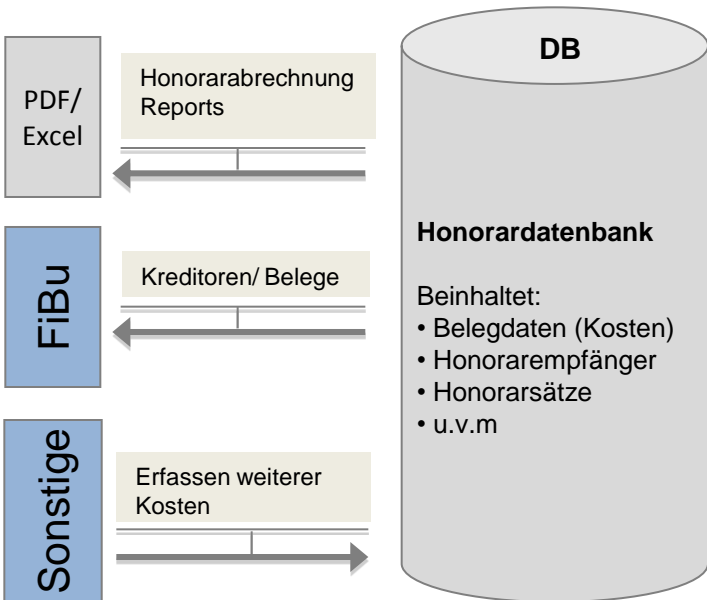 PDF/
Excel
Honorarabrechnung
Reports
FiBu
Kreditoren/ Belege
Sonstige
Erfassen weiterer
Kosten
DB
Honorardatenbank
Beinhaltet:
• Belegdaten (Kosten)
• Honorarempfänger
• Honorarsätze
• u.v.m